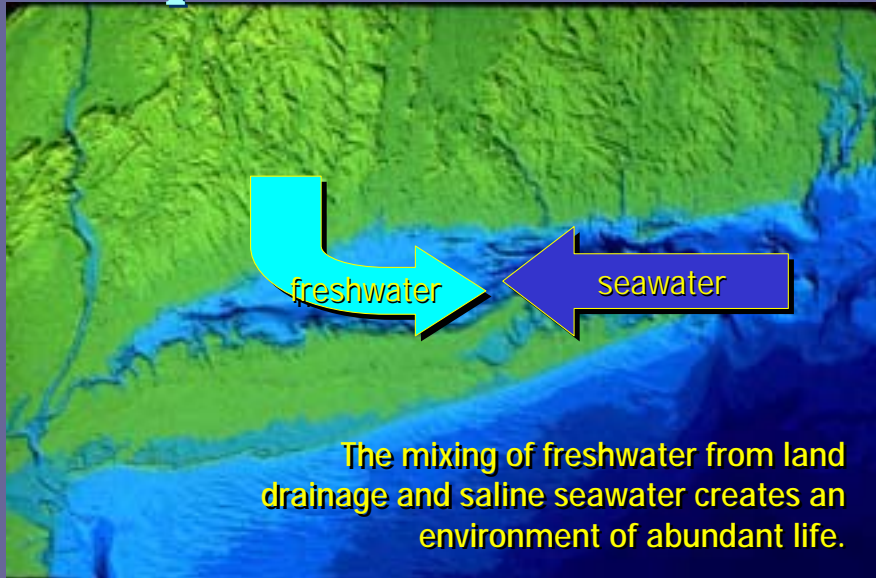 freshwater
seawater
The mixing of freshwater from land
drainage and saline seawater creates an
environment of abundant life.